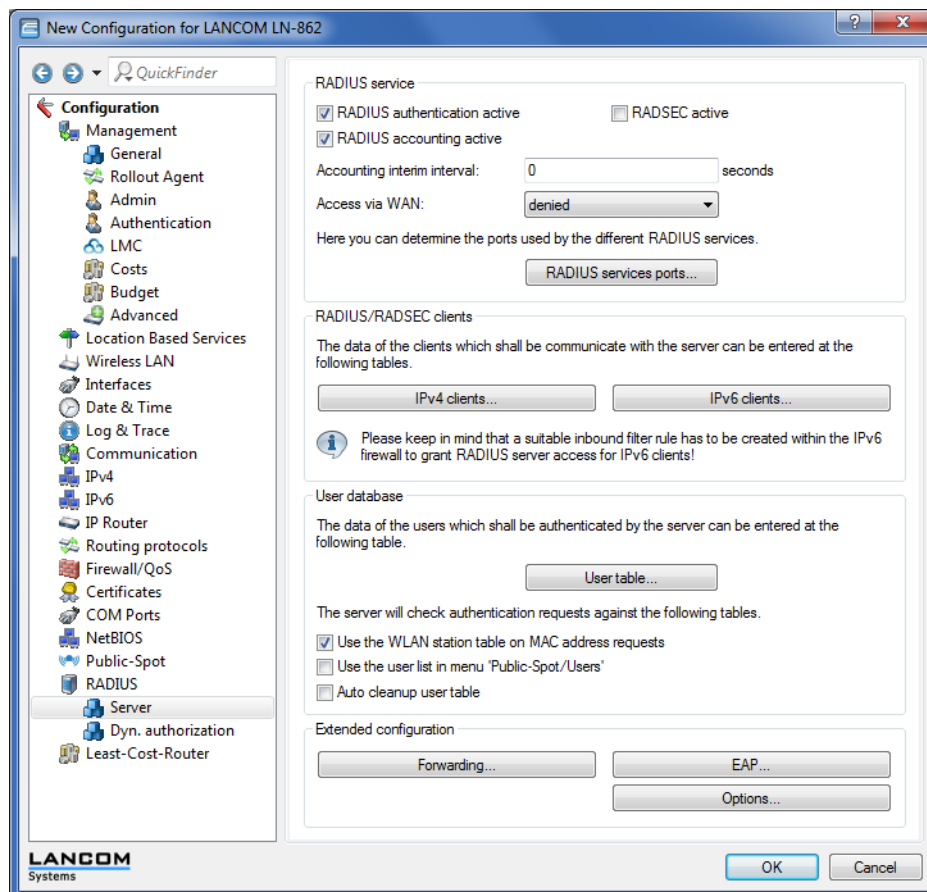 New Configuration for LANCOM LN-862
?
QuickFinder
Configuration
Management
General
Rollout Agent
Admin
Authentication
LMC
Costs
Budget
Advanced
Location Based Services
Wireless LAN
Interfaces
Date & Time
Log & Trace
Communication
IPv4
IPv6
IP Router
Routing protocols
Firewall/QoS
Certificates
COM Ports
NetBIOS
Public-Spot
RADIUS
Server
Dyn. authorization
Least-Cost-Router
RADIUS service
RADIUS authentication active RADSEC active
RADIUS accounting active
Accounting interim interval: 0 seconds
Access via WAN: denied
Here you can determine the ports used by the different RADIUS services.
RADIUS services ports...
RADIUS/RADSEC clients
The data of the clients which shall be communicate with the server can be entered at the
following tables.
IPv4 clients... IPv6 clients...
Please keep in mind that a suitable inbound filter rule has to be created within the IPv6
firewall to grant RADIUS server access for IPv6 clients!
User database
The data of the users which shall be authenticated by the server can be entered at the
following table.
User table...
The server will check authentication requests against the following tables.
Use the WLAN station table on MAC address requests
Use the user list in menu 'Public-Spot/Users'
Auto cleanup user table
Extended configuration
Forwarding... EAP...
Options...
LANCOM
Systems
OK Cancel